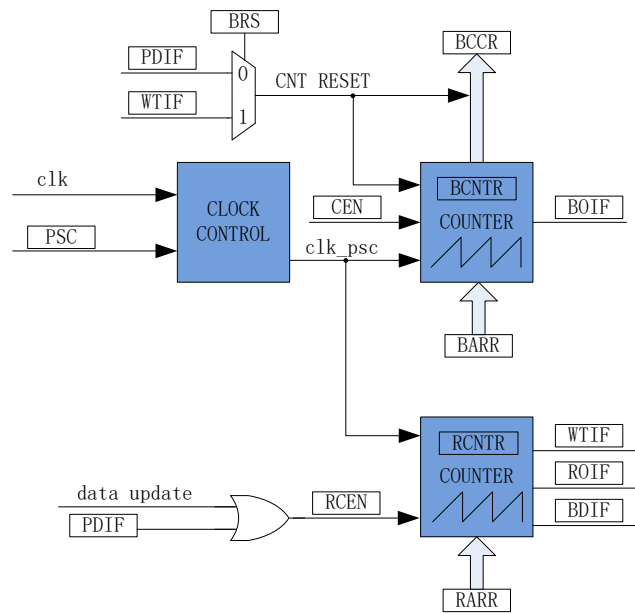 BRS
BCCR
PDIF
0
CNT RESET
WTIF
1
clk
CLOCK
CONTROL
PSC
clk_psc
CEN
BCNTR
COUNTER
BOIF
BARR
RCNTR
COUNTER
WTIF
ROIF
BDIF
data update
PDIF
RCEN
RARR